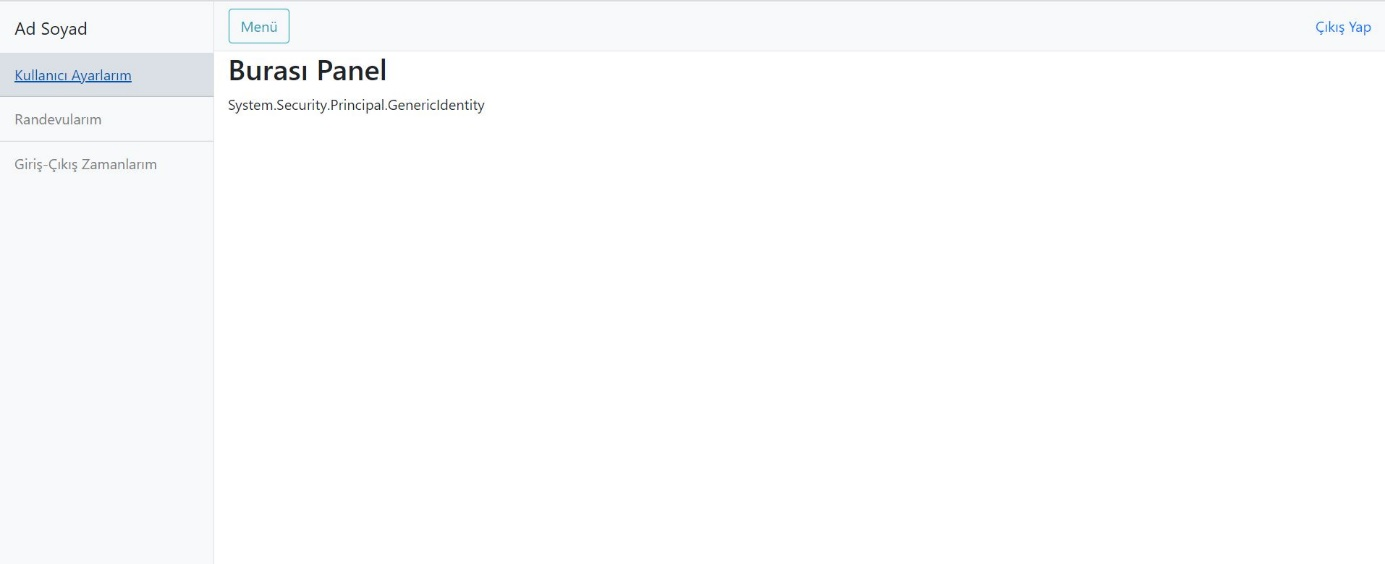 Ad Soyad
Kullanıcı Ayarlarım
Randevularım
Giriş-Çıkış Zamanlarım
Menü
Çıkış Yap
Burası Panel
System.Security.Principal.GenericIdentity